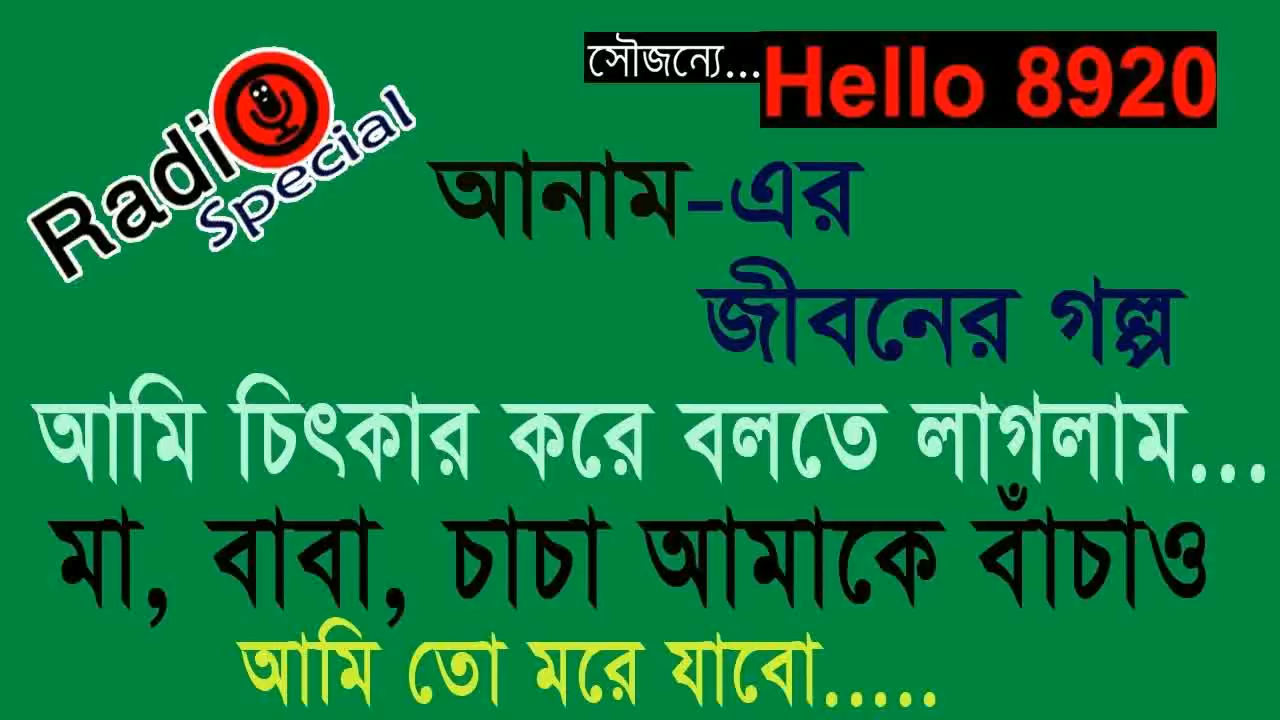 সৌজন্যে...Hello 8920
Radio
Special
আনাম-এর
জীবনের গল্প
আমি চিৎকার করে বলতে লাগলাম...
মা, বাবা, চাচা আমাকে বাঁচাও
আমি তো মরে যাবো.....